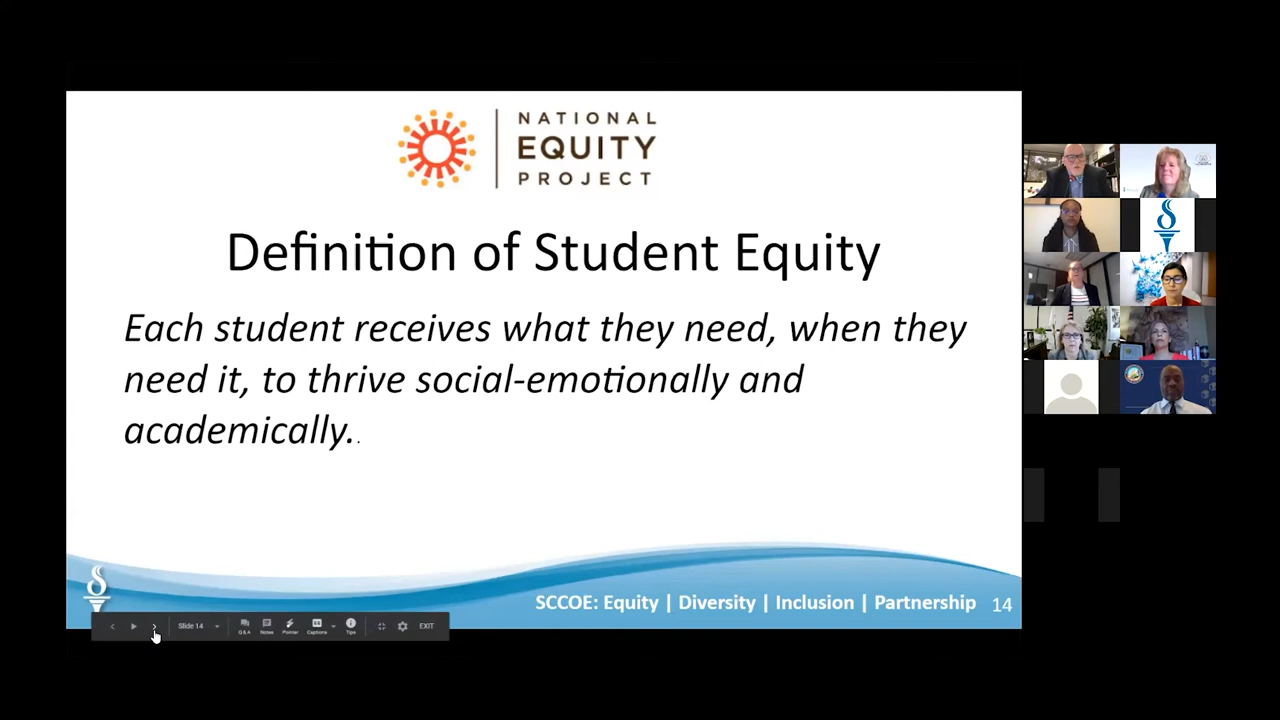 NATIONAL
EQUITY
PROJECT
Definition of Student Equity
Each student receives what they need, when they
need it, to thrive social-emotionally and
academically..
SCCOE: Equity | Diversity | Inclusion | Partnership
14
Slide 14
Q&A
Notes
Pointer
Captions
Tips
EXIT